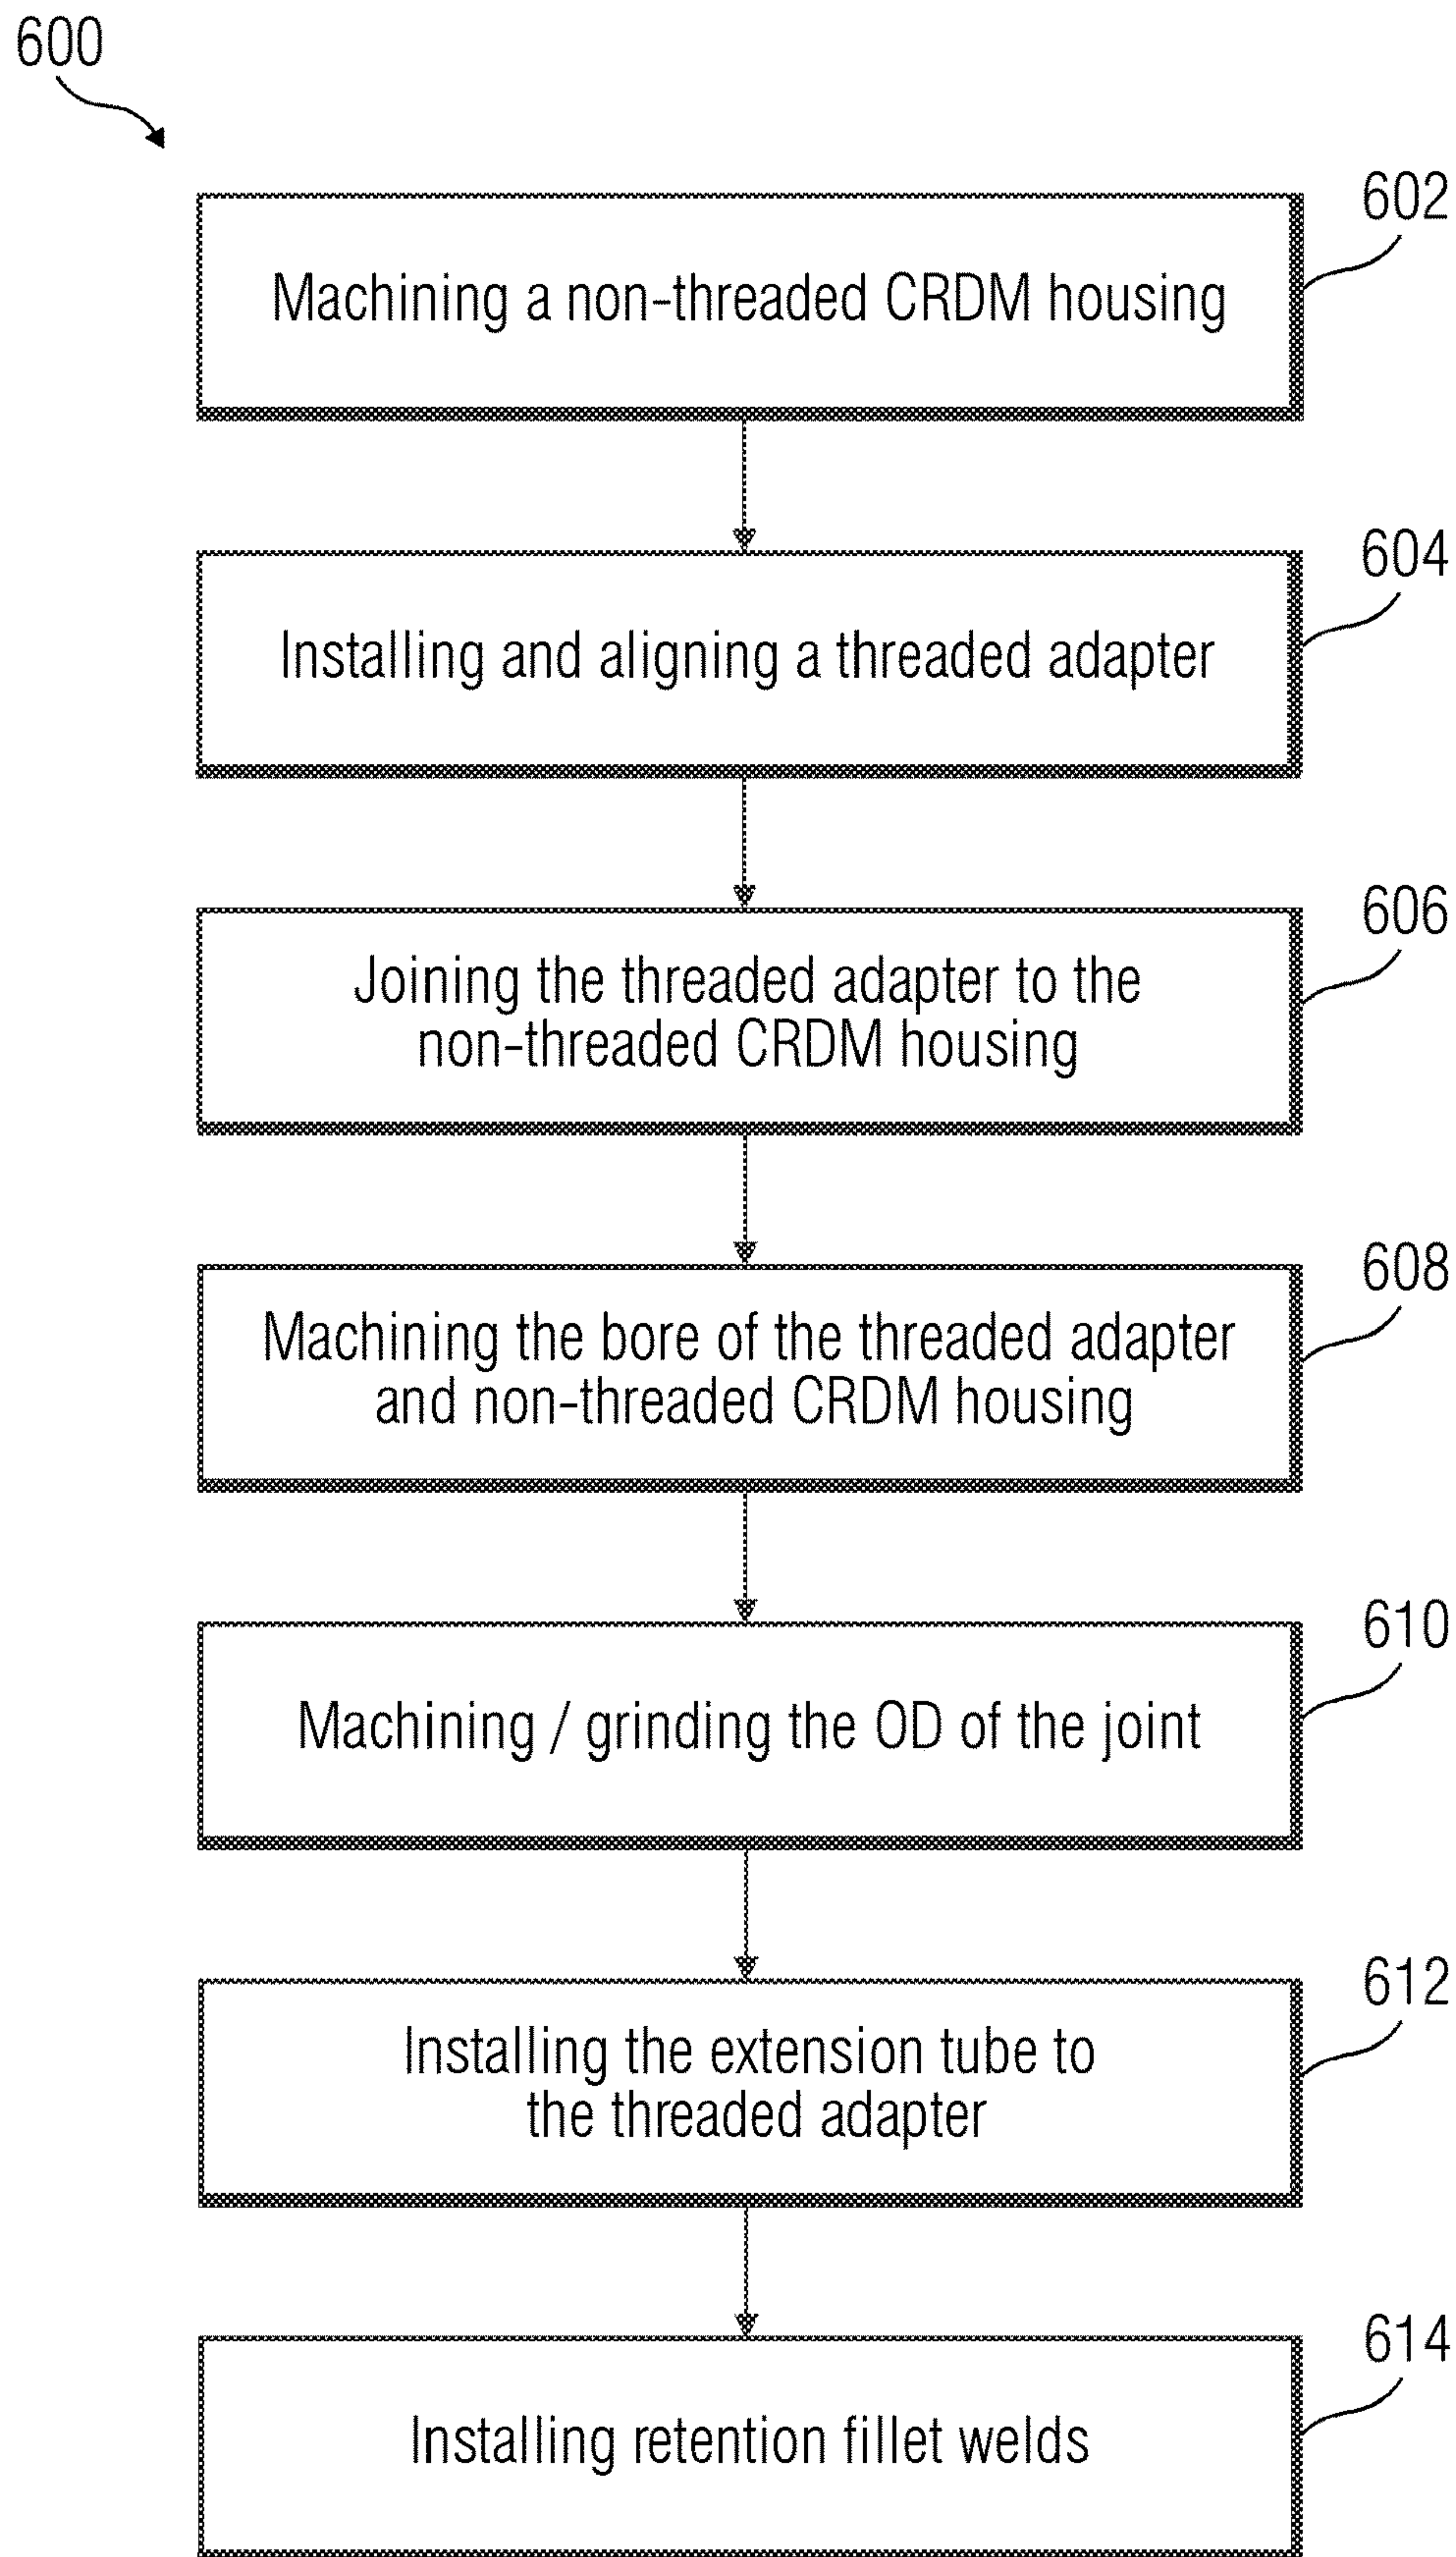 600
602
Machining a non-threaded CRDM housing
604
Installing and aligning a threaded adapter
606
Joining the threaded adapter to the
non-threaded CRDM housing
608
Machining the bore of the threaded adapter
and non-threaded CRDM housing
610
Machining / grinding the OD of the joint
612
Installing the extension tube to
the threaded adapter
614
Installing retention fillet welds